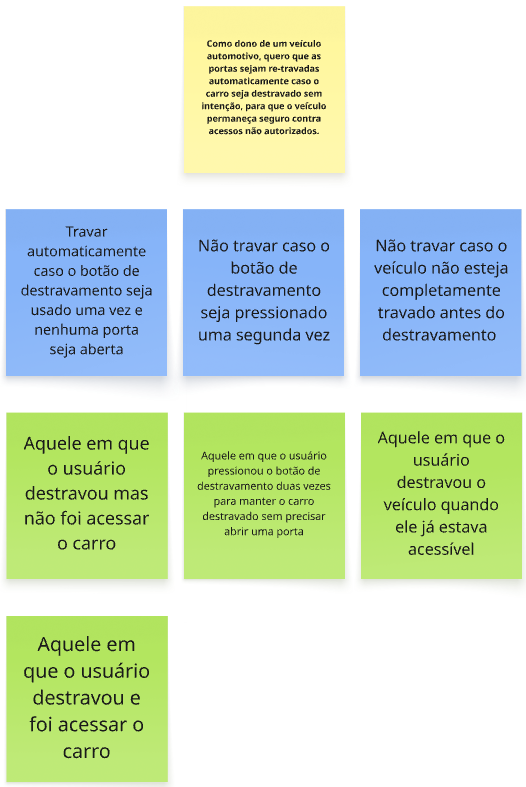 Como dono de um veículo
automotivo, quero que as
portas sejam re-travadas
automaticamente caso o
carro seja destravado sem
intenção, para que o veículo
permaneça seguro contra
acessos não autorizados.
Travar
automaticamente
caso o botão de
destravamento seja
usado uma vez e
nenhuma porta
seja aberta
Não travar caso o
botão de
destravamento
seja pressionado
uma segunda vez
Não travar caso o
veículo não esteja
completamente
travado antes do
destravamento
Aquele em que
o usuário
destravou mas
não foi acessar
o carro
Aquele em que o usuário
pressionou o botão de
destravamento duas vezes
para manter o carro
destravado sem precisar
abrir uma porta
Aquele em que o
usuário
destravou o
veículo quando
ele já estava
acessível
Aquele em
que o usuário
destravou e
foi acessar o
carro